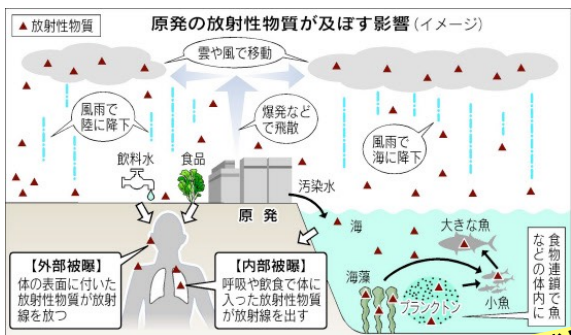 ▲放射性物質
原発の放射性物質が及ぼす影響(イメージ)
雲や風で移動
風雨で
陸に降下
爆発など
で飛散
風雨で
海に降下
飲料水
食品
原発
汚染水
海
大きな魚
食物連鎖で魚
などの体内に
海藻
プランクトン
小魚
【外部被曝】
体の表面に付いた
放射性物質が放射
線を放つ
【内部被曝】
呼吸や飲食で体に
入った放射性物質
が放射線を出す